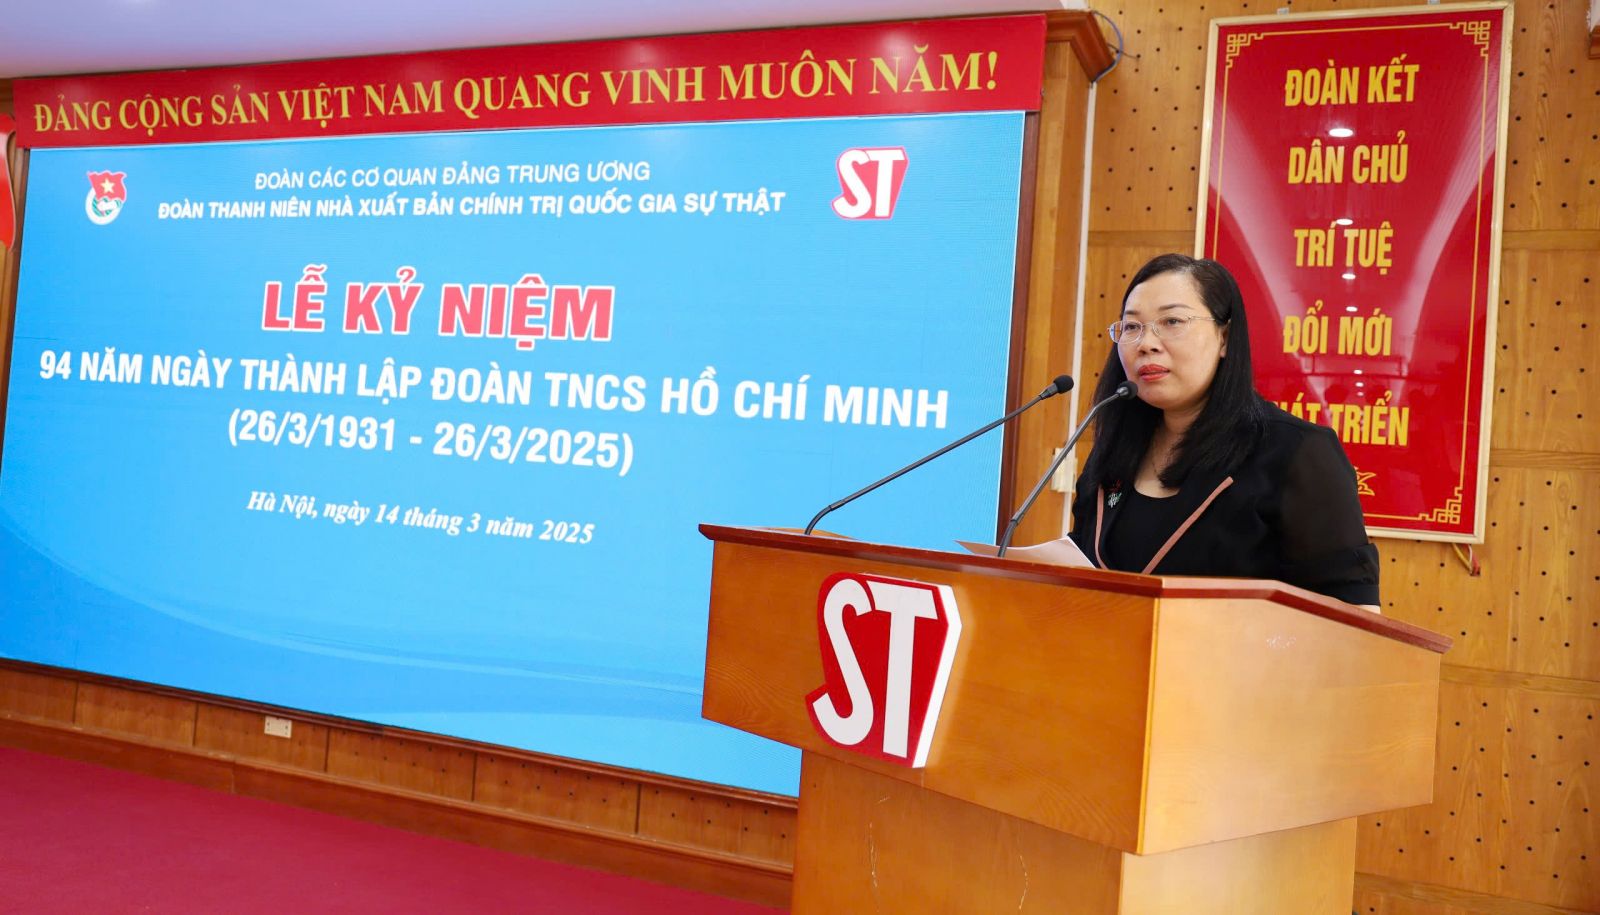 ĐẢNG CỘNG SẢN VIỆT NAM QUANG VINH MUÔN NĂM!
ĐOÀN CÁC CƠ QUAN ĐẢNG TRUNG ƯƠNG
ĐOÀN THANH NIÊN NHÀ XUẤT BẢN CHÍNH TRỊ QUỐC GIA SỰ THẬT
ST
LỄ KỶ NIỆM
94 NĂM NGÀY THÀNH LẬP ĐOÀN TNCS HỒ CHÍ MINH
(26/3/1931 - 26/3/2025)
Hà Nội, ngày 14 tháng 3 năm 2025
ĐOÀN KẾT
DÂN CHỦ
TRÍ TUỆ
ĐỔI MỚI
TRIỂN
ST